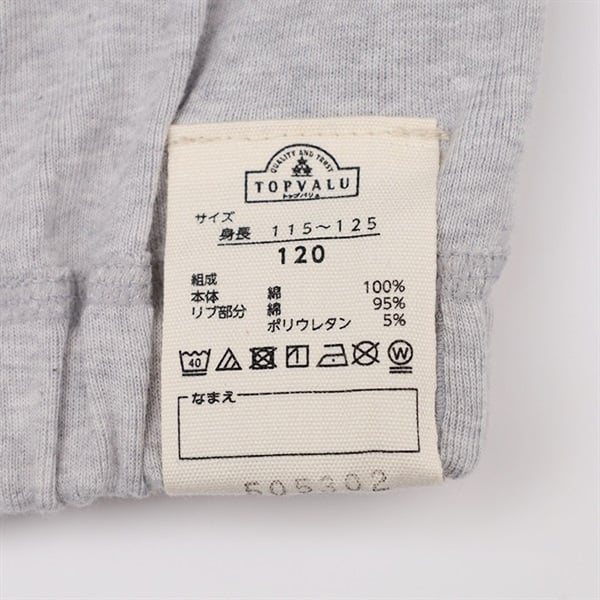 QUALITY AND TRUST
TOPVALU
トップバリュ
サイズ
身長 115～125
120
組成
本体 綿 100%
リブ部分 綿 95%
ポリウレタン 5%
40
W
なまえ
505302